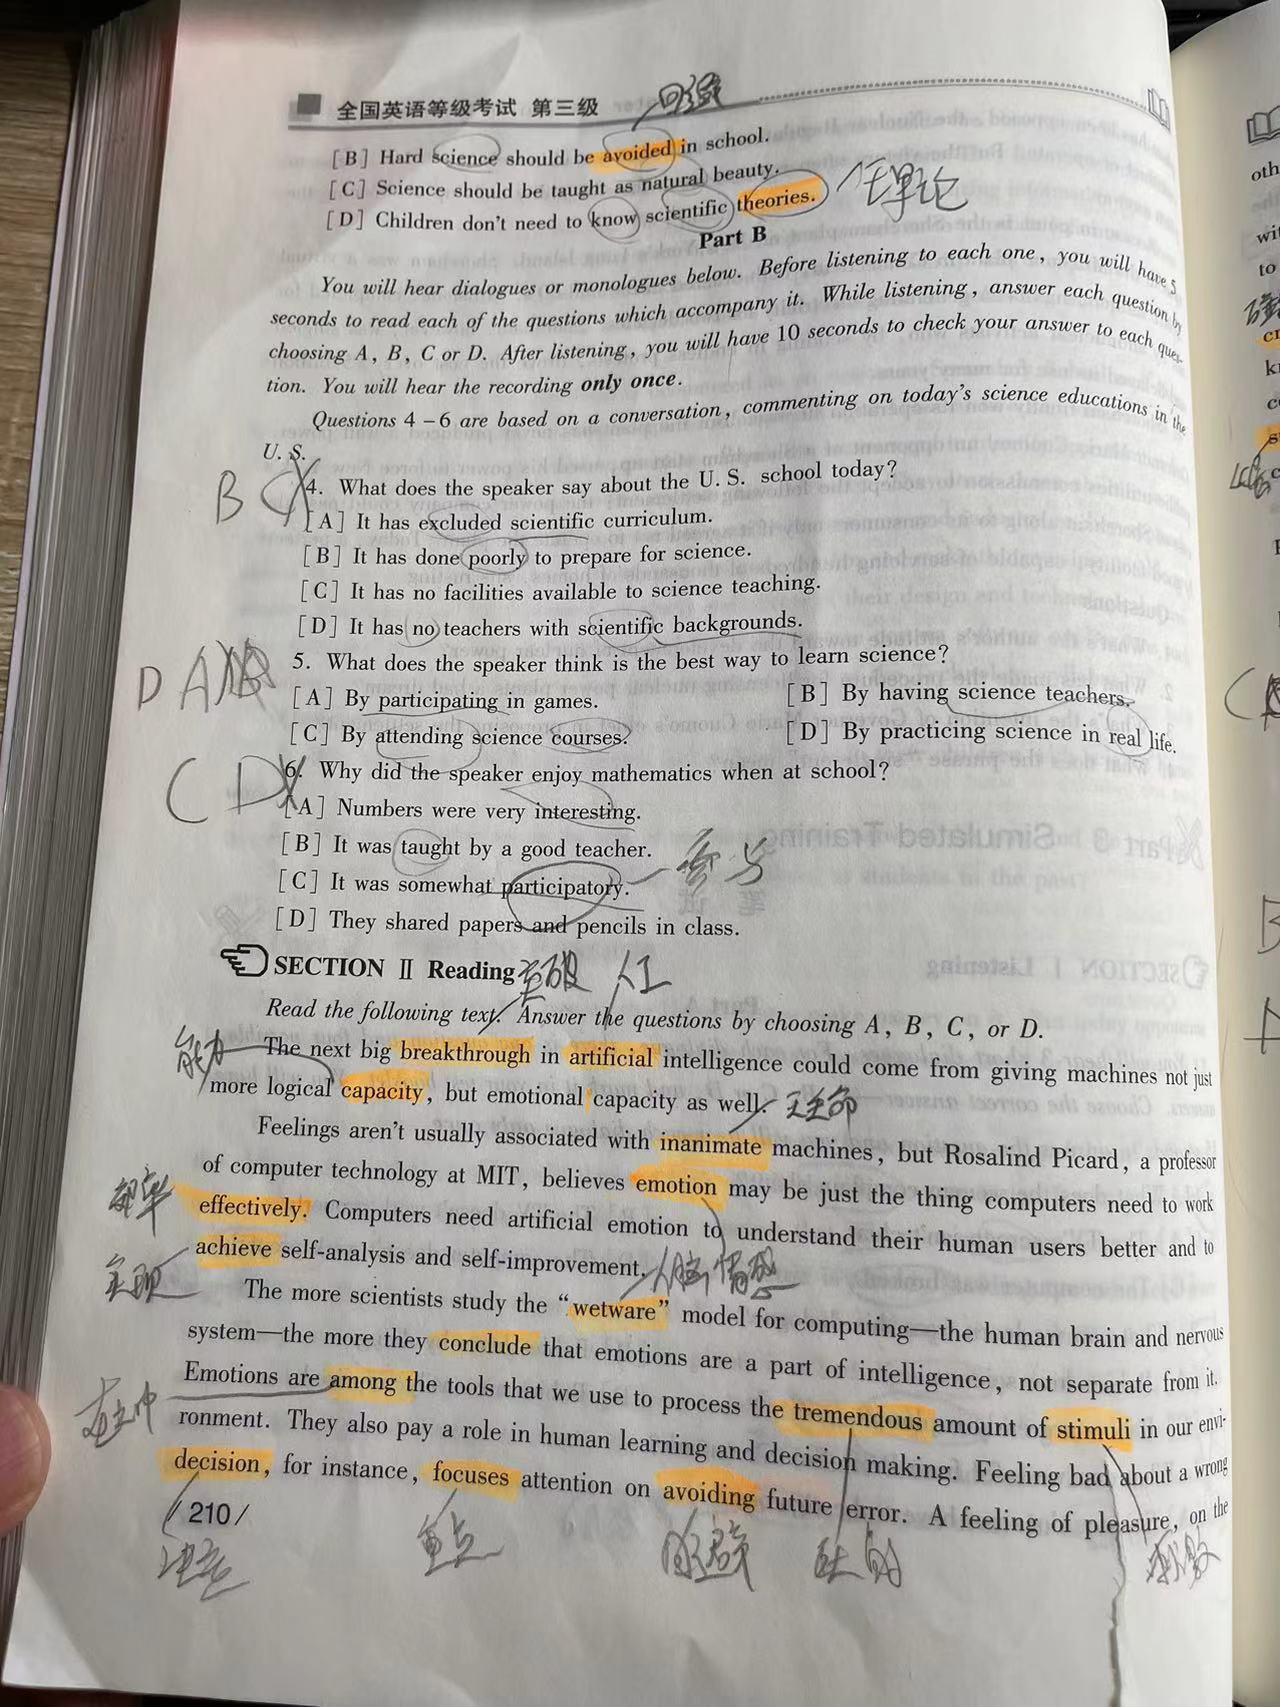 全国英语等级考试 第三级
回避
[B] Hard science should be avoided in school.
[C] Science should be taught as natural beauty.
[D] Children don't need to know scientific theories.
理论
Part B
You will hear dialogues or monologues below. Before listening to each one, you will have 5
seconds to read each of the questions which accompany it. While listening, answer each question by
choosing A, B, C or D. After listening, you will have 10 seconds to check your answer to each ques-
tion. You will hear the recording only once.
Questions 4-6 are based on a conversation, commenting on today's science educations in the
U. S.
B C
4. What does the speaker say about the U. S. school today?
[A] It has excluded scientific curriculum.
[B] It has done poorly to prepare for science.
[C] It has no facilities available to science teaching.
[D] It has no teachers with scientific backgrounds.
D A
5. What does the speaker think is the best way to learn science?
[A] By participating in games. [B] By having science teachers.
[C] By attending science courses. [D] By practicing science in real life.
C D
6. Why did the speaker enjoy mathematics when at school?
[A] Numbers were very interesting.
[B] It was taught by a good teacher.
[C] It was somewhat participatory. 参与
[D] They shared papers and pencils in class.
SECTION Ⅱ Reading
人工
Read the following text. Answer the questions by choosing A, B, C, or D.
能力
The next big breakthrough in artificial intelligence could come from giving machines not just
more logical capacity, but emotional capacity as well.
Feelings aren't usually associated with inanimate machines, but Rosalind Picard, a professor
of computer technology at MIT, believes emotion may be just the thing computers need to work
effectively. Computers need artificial emotion to understand their human users better and to
实现
achieve self-analysis and self-improvement.
人脑 情感
The more scientists study the "wetware" model for computing—the human brain and nervous
system—the more they conclude that emotions are a part of intelligence, not separate from it.
Emotions are among the tools that we use to process the tremendous amount of stimuli in our envi-
ronment. They also pay a role in human learning and decision making. Feeling bad about a wrong
decision, for instance, focuses attention on avoiding future error. A feeling of pleasure, on the
/ 210 /
决定 重点 回避 巨大的 刺激